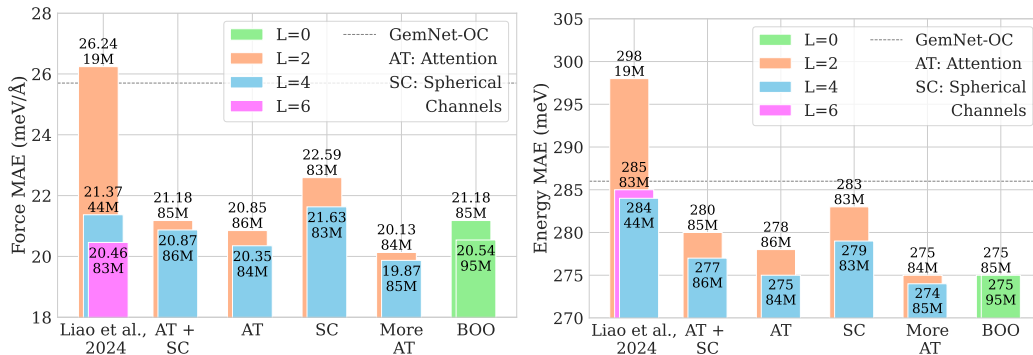 28
26
24
22
20
18
Force MAE (meV/Å)
26.24
19M
21.37
44M
20.46
83M
21.18
85M
20.87
86M
20.85
86M
20.35
84M
22.59
83M
21.63
83M
20.13
84M
19.87
85M
21.18
85M
20.54
95M
L=0
L=2
L=4
L=6
GemNet-OC
AT: Attention
SC: Spherical
Channels
Liao et al.,
2024
AT +
SC
AT
SC
More
AT
BOO
305
300
295
290
285
280
275
270
Energy MAE (meV)
298
19M
285
83M
284
44M
280
85M
277
86M
278
86M
275
84M
283
83M
279
83M
275
84M
274
85M
275
85M
275
95M
L=0
L=2
L=4
L=6
GemNet-OC
AT: Attention
SC: Spherical
Channels
Liao et al.,
2024
AT +
SC
AT
SC
More
AT
BOO